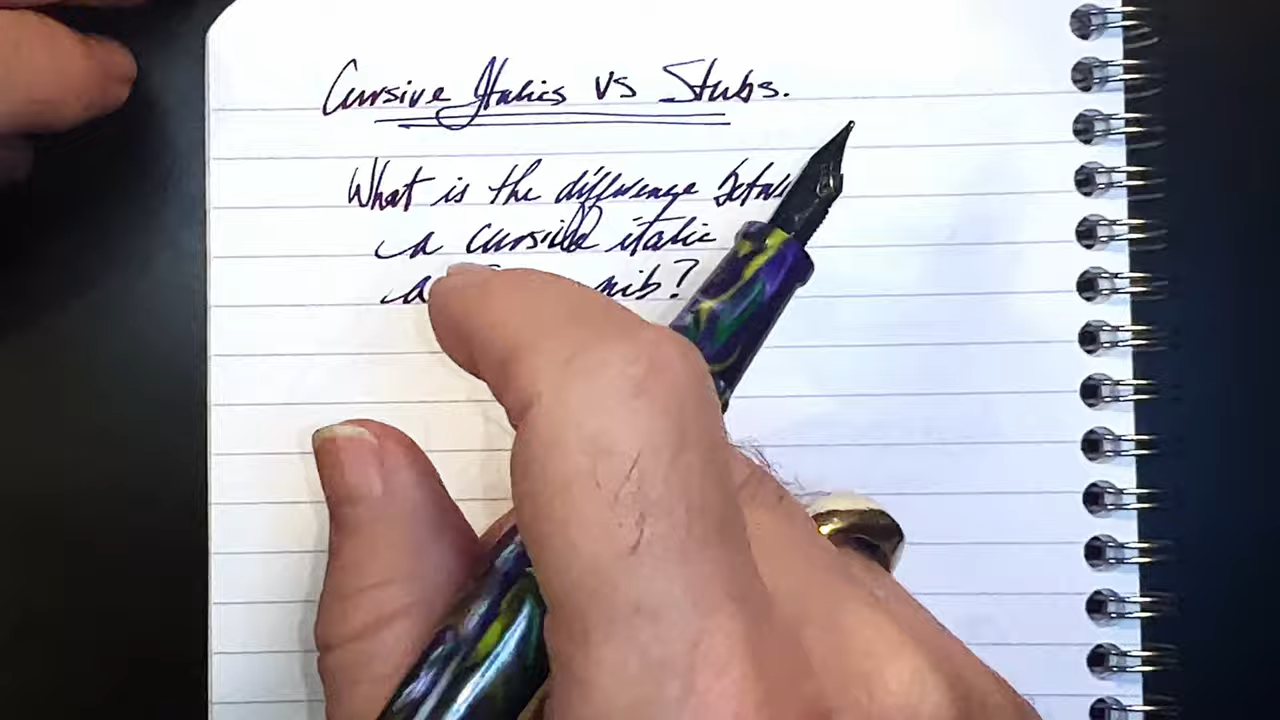 Cursive Italics vs Stubs.
What is the difference
a cursive italic
a nib?